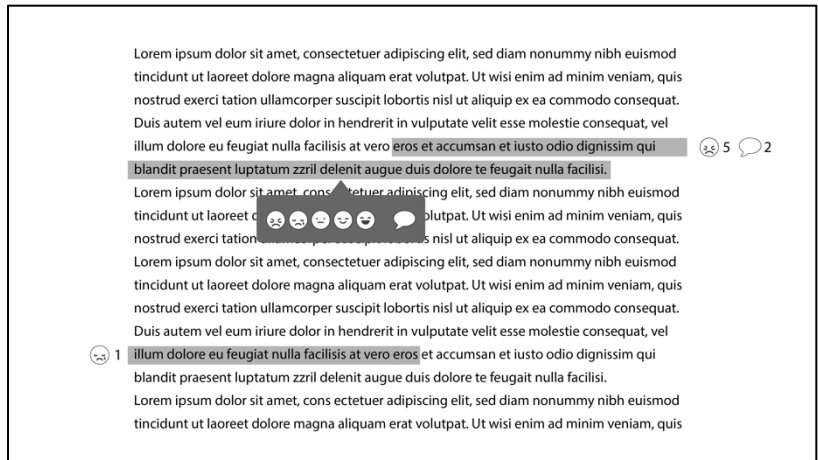 Lorem ipsum dolor sit amet, consectetuer adipiscing elit, sed diam nonummy nibh euismod
tincidunt ut laoreet dolore magna aliquam erat volutpat. Ut wisi enim ad minim veniam, quis
nostrud exerci tation ullamcorper suscipit lobortis nisl ut aliquip ex ea commodo consequat.
Duis autem vel eum iriure dolor in hendrerit in vulputate velit esse molestie consequat, vel
illum dolore eu feugiat nulla facilisis at vero eros et accumsan et iusto odio dignissim qui 5 2
blandit praesent luptatum zzril delenit augue duis dolore te feugait nulla facilisi.
Lorem ipsum dolor sit amet, cons tetuer adipiscing elit, sed diam nonummy nibh euismod
tincidunt ut laoreet volutpat. Ut wisi enim ad minim veniam, quis
nostrud exerci tation nisl ut aliquip ex ea commodo consequat.
Lorem ipsum dolor sit amet, consectetuer adipiscing elit, sed diam nonummy nibh euismod
tincidunt ut laoreet dolore magna aliquam erat volutpat. Ut wisi enim ad minim veniam, quis
nostrud exerci tation ullamcorper suscipit lobortis nisl ut aliquip ex ea commodo consequat.
Duis autem vel eum iriure dolor in hendrerit in vulputate velit esse molestie consequat, vel
1 illum dolore eu feugiat nulla facilisis at vero eros et accumsan et iusto odio dignissim qui
blandit praesent luptatum zzril delenit augue duis dolore te feugait nulla facilisi.
Lorem ipsum dolor sit amet, cons ectetuer adipiscing elit, sed diam nonummy nibh euismod
tincidunt ut laoreet dolore magna aliquam erat volutpat. Ut wisi enim ad minim veniam, quis